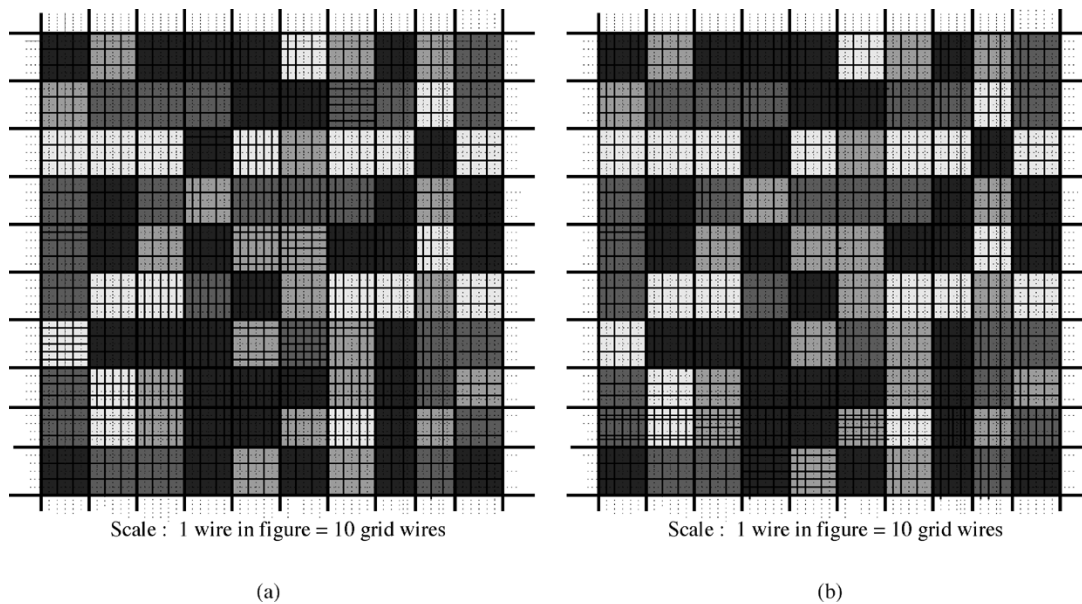 Scale : 1 wire in figure = 10 grid wires
Scale : 1 wire in figure = 10 grid wires
(a)
(b)